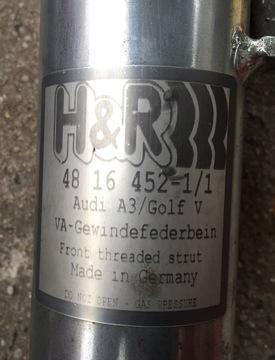 H&R
48 16 452-1/1
Audi A3/Golf V
VA-Gewindefederbein
Front threaded strut
Made in Germany
DO NOT OPEN - GAS PRESSURE